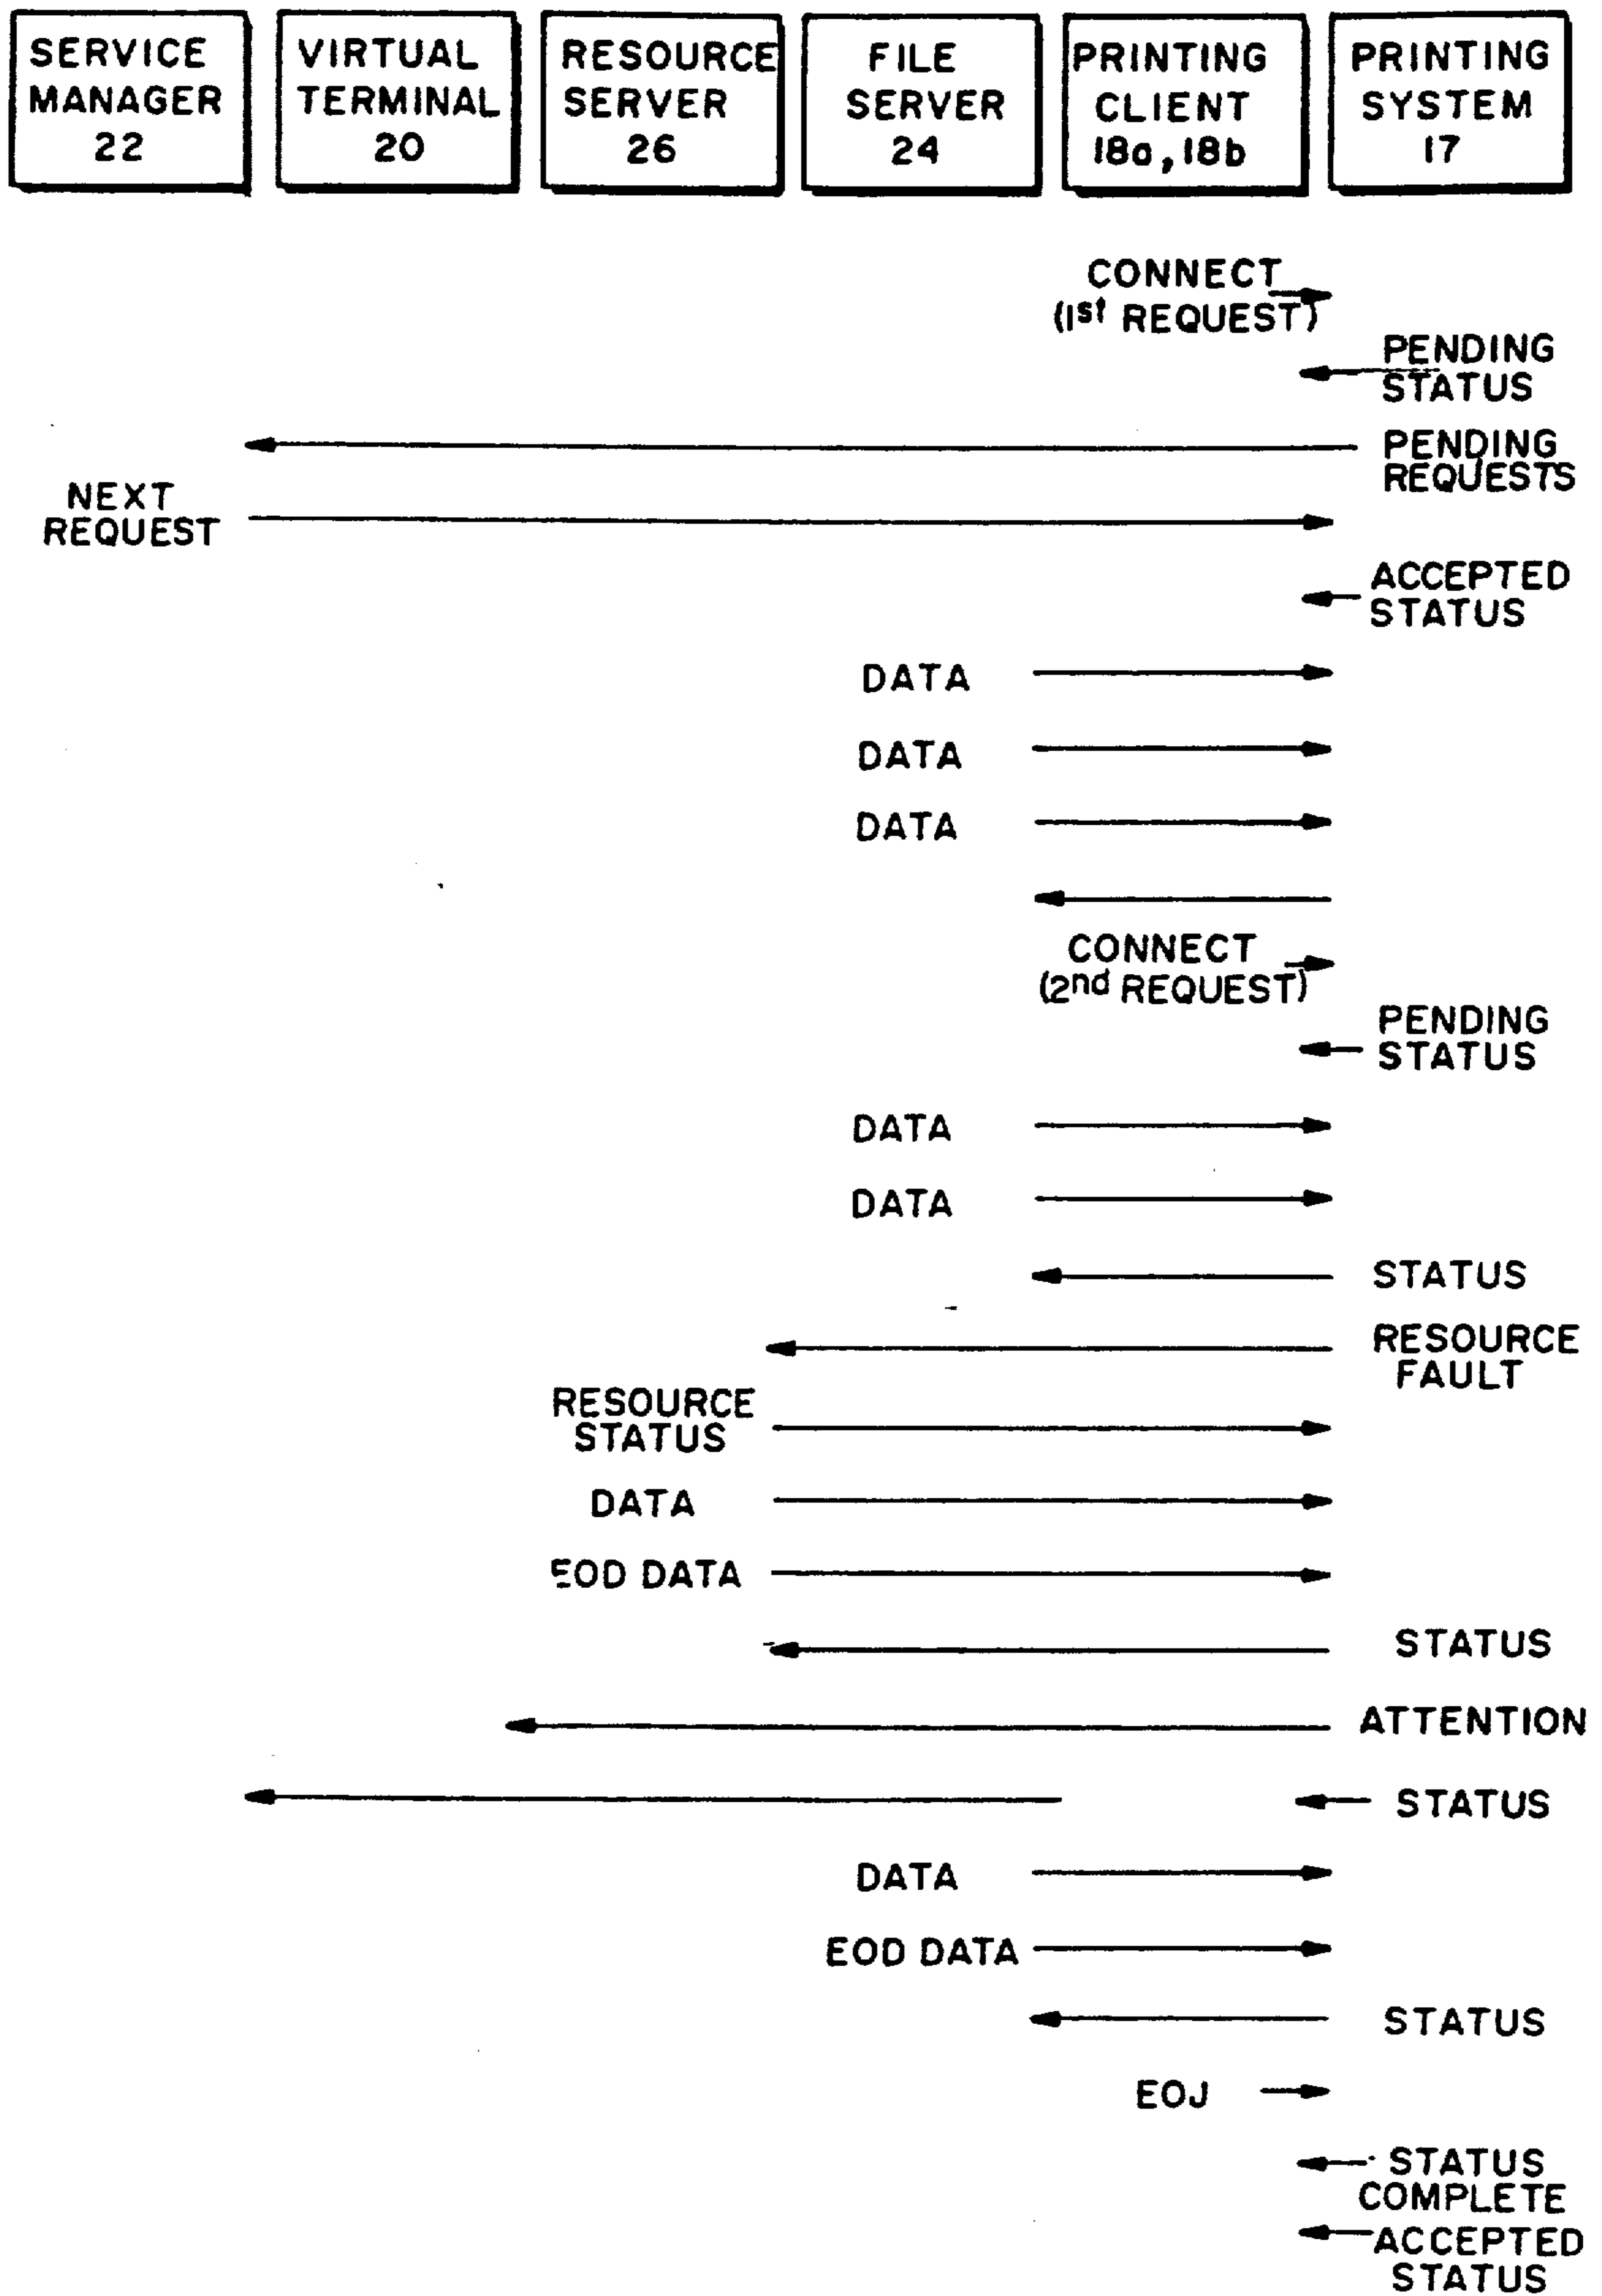 SERVICE
MANAGER
22
VIRTUAL
TERMINAL
20
RESOURCE
SERVER
26
FILE
SERVER
24
PRINTING
CLIENT
18a, 18b
PRINTING
SYSTEM
17
CONNECT
(1st REQUEST)
PENDING
STATUS
PENDING
REQUESTS
NEXT
REQUEST
ACCEPTED
STATUS
DATA
DATA
DATA
CONNECT
(2nd REQUEST)
PENDING
STATUS
DATA
DATA
STATUS
RESOURCE
FAULT
RESOURCE
STATUS
DATA
EOD DATA
STATUS
ATTENTION
STATUS
DATA
EOD DATA
STATUS
EOJ
STATUS
COMPLETE
ACCEPTED
STATUS